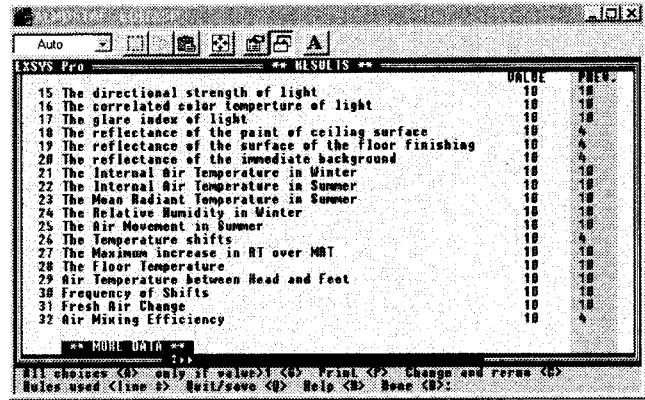 Auto
A
EXSYS Pro ** RESULTS **
VALUE PREV.
15 The directional strength of light 10 10
16 The correlated color temperture of light 10 10
17 The glare index of light 10 10
18 The reflectance of the paint of ceiling surface 10 4
19 The reflectance of the surface of the floor finishing 10 4
20 The reflectance of the immediate background 10 4
21 The Internal Air Temperature in Winter 10 10
22 The Internal Air Temperature in Summer 10 10
23 The Mean Radiant Temperature in Summer 10 10
24 The Relative Humidity in Winter 10 10
25 The Air Movement in Summer 10 10
26 The Temperature shifts 10 4
27 The Maximum increase in RT over MAT 10 10
28 The Floor Temperature 10 10
29 Air Temperature between Head and Feet 10 10
30 Frequency of Shifts 10 10
31 Fresh Air Change 10 10
32 Air Mixing Efficiency 10 4
** MORE DATA **
All choices <A> only if value>1 <G> Print <P> Change and rerun <C>
Rules used <line #> Quit/save <Q> Help <H> Done <D>: